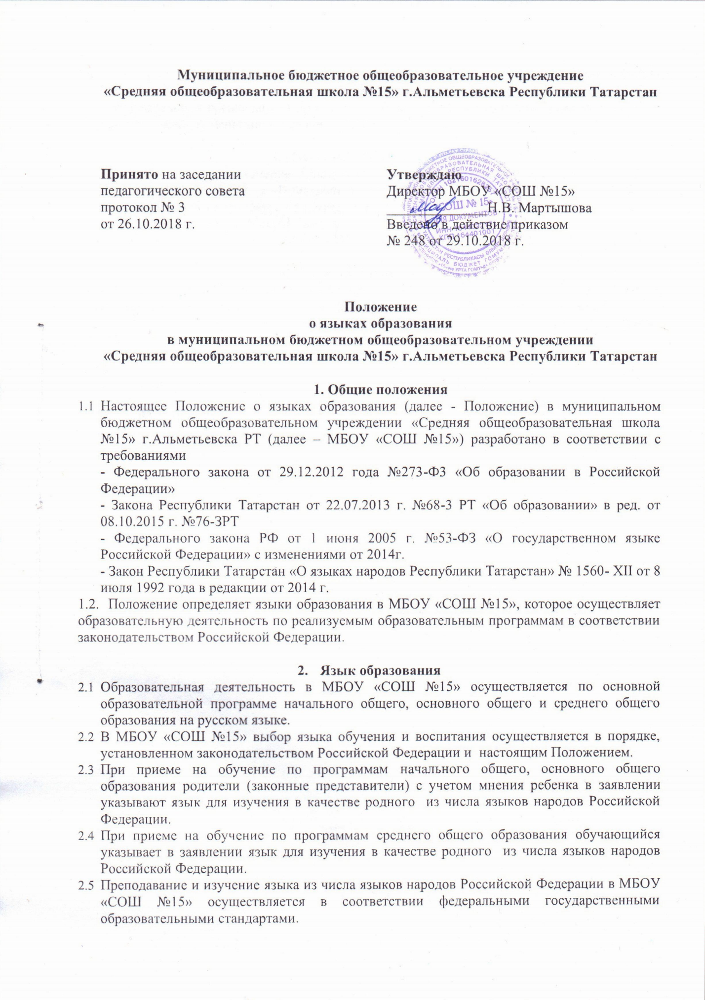 Муниципальное бюджетное общеобразовательное учреждение
«Средняя общеобразовательная школа №15» г.Альметьевска Республики Татарстан
Принято на заседании
педагогического совета
протокол № 3
от 26.10.2018 г.
Утверждаю
Директор МБОУ «СОШ №15»
Н.В. Мартышова
Введено в действие приказом
№ 248 от 29.10.2018 г.
СОШ № 15»
ДОКУМЕНТОВ
КПП 164401001
Положение
о языках образования
в муниципальном бюджетном общеобразовательном учреждении
«Средняя общеобразовательная школа №15» г.Альметьевска Республики Татарстан
1. Общие положения
1.1 Настоящее Положение о языках образования (далее - Положение) в муниципальном
бюджетном общеобразовательном учреждении «Средняя общеобразовательная школа
№15» г.Альметьевска РТ (далее – МБОУ «СОШ №15») разработано в соответствии с
требованиями
- Федерального закона от 29.12.2012 года №273-ФЗ «Об образовании в Российской
Федерации»
- Закона Республики Татарстан от 22.07.2013 г. №68-З РТ «Об образовании» в ред. от
08.10.2015 г. №76-ЗРТ
- Федерального закона РФ от 1 июня 2005 г. №53-ФЗ «О государственном языке
Российской Федерации» с изменениями от 2014г.
- Закон Республики Татарстан «О языках народов Республики Татарстан» № 1560- XII от 8
июля 1992 года в редакции от 2014 г.
1.2. Положение определяет языки образования в МБОУ «СОШ №15», которое осуществляет
образовательную деятельность по реализуемым образовательным программам в соответствии
законодательством Российской Федерации.
2. Язык образования
2.1 Образовательная деятельность в МБОУ «СОШ №15» осуществляется по основной
образовательной программе начального общего, основного общего и среднего общего
образования на русском языке.
2.2 В МБОУ «СОШ №15» выбор языка обучения и воспитания осуществляется в порядке,
установленном законодательством Российской Федерации и настоящим Положением.
2.3 При приеме на обучение по программам начального общего, основного общего
образования родители (законные представители) с учетом мнения ребенка в заявлении
указывают язык для изучения в качестве родного из числа языков народов Российской
Федерации.
2.4 При приеме на обучение по программам среднего общего образования обучающийся
указывает в заявлении язык для изучения в качестве родного из числа языков народов
Российской Федерации.
2.5 Преподавание и изучение языка из числа языков народов Российской Федерации в МБОУ
«СОШ №15» осуществляется в соответствии федеральными государственными
образовательными стандартами.